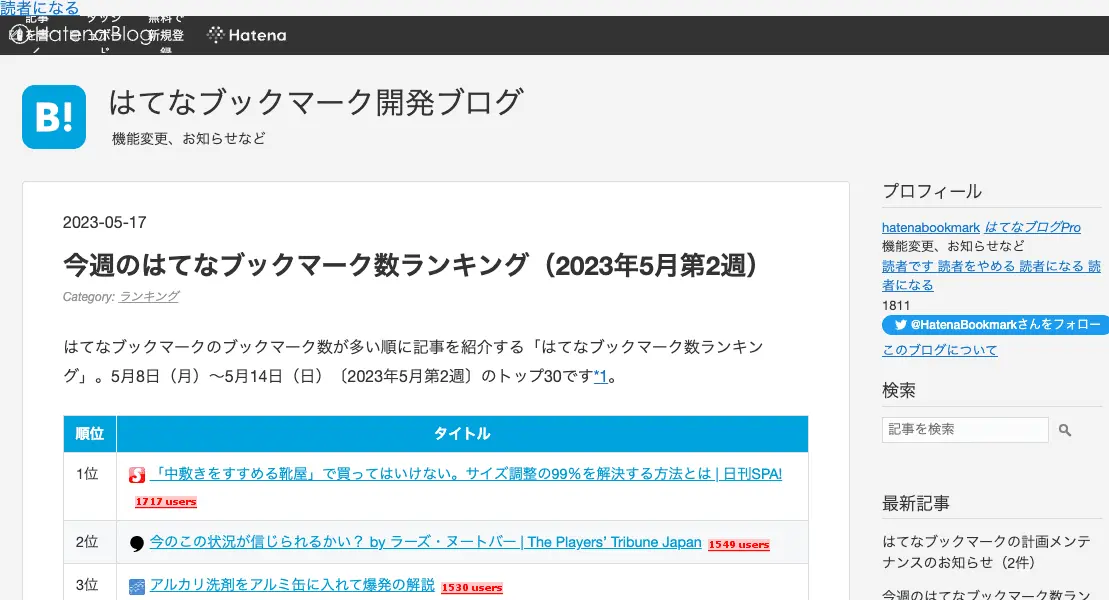 読者になる
Hatena Blog
記事を書く
ダッシュボード
無料で新規登録
Hatena
B!
はてなブックマーク開発ブログ
機能変更、お知らせなど
2023-05-17
今週のはてなブックマーク数ランキング（2023年5月第2週）
Category: ランキング
はてなブックマークのブックマーク数が多い順に記事を紹介する「はてなブックマーク数ランキン
グ」。5月8日（月）〜5月14日（日）〔2023年5月第2週〕のトップ30です*1。
順位 タイトル
1位 「中敷きをすすめる靴屋」で買ってはいけない。サイズ調整の99％を解決する方法とは | 日刊SPA!
1717 users
2位 今のこの状況が信じられるかい？ by ラーズ・ヌートバー | The Players' Tribune Japan 1549 users
3位 アルカリ洗剤をアルミ缶に入れて爆発の解説 1530 users
プロフィール
hatenabookmark はてなブログPro
機能変更、お知らせなど
読者です 読者をやめる 読者になる 読
者になる
1811
@HatenaBookmarkさんをフォロー
このブログについて
検索
記事を検索
最新記事
はてなブックマークの計画メンテ
ナンスのお知らせ（2件）
今週のはてなブックマーク数ラン